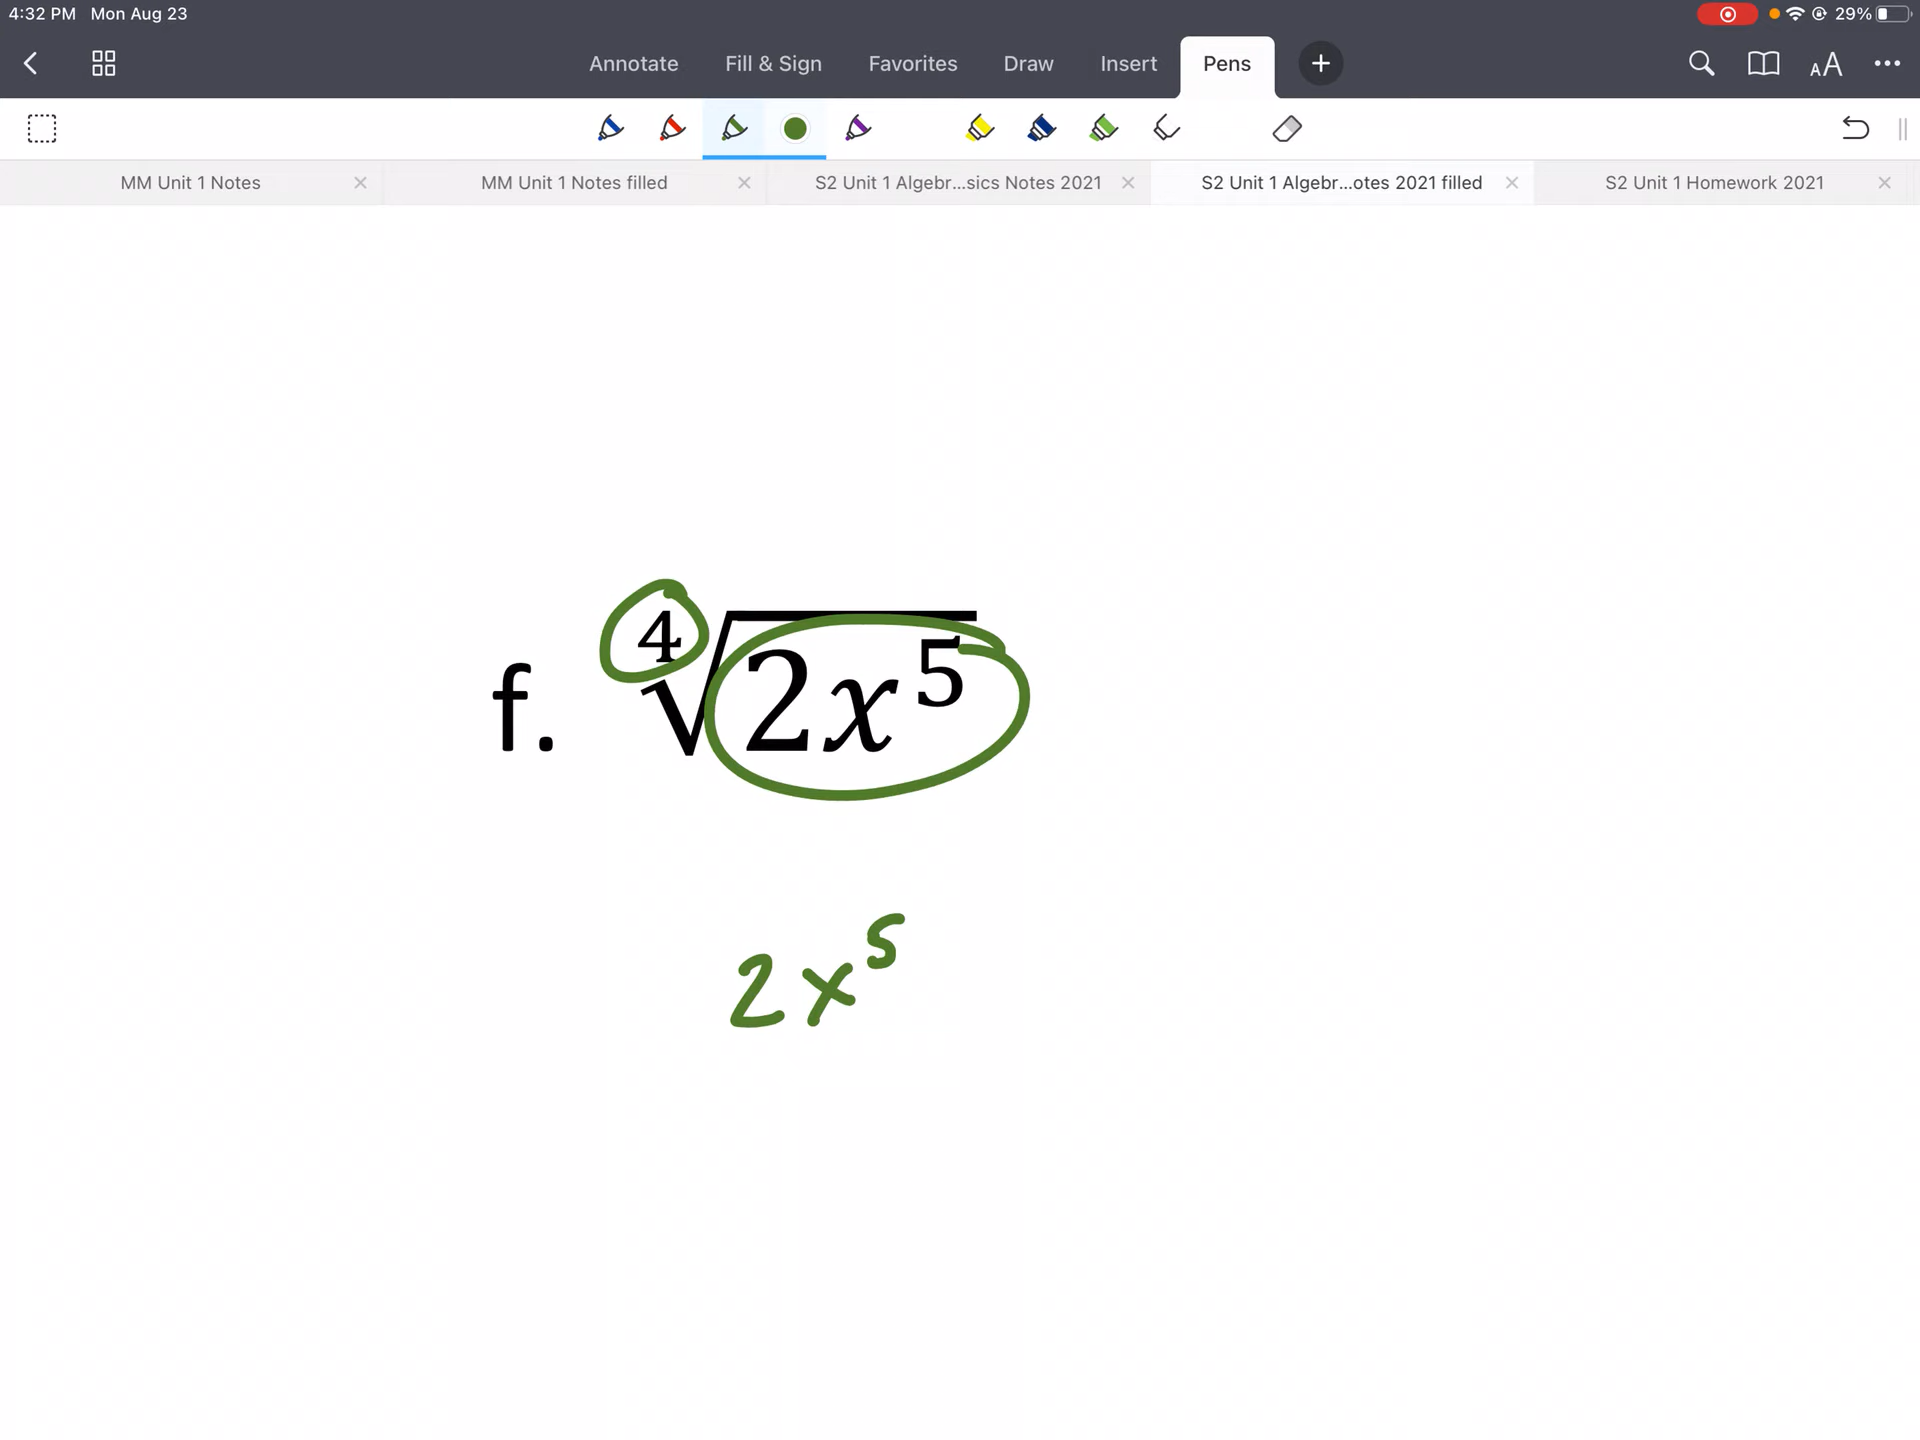 4:32 PM Mon Aug 23 29%
Annotate Fill & Sign Favorites Draw Insert Pens + AA
MM Unit 1 Notes MM Unit 1 Notes filled S2 Unit 1 Algebr...sics Notes 2021 S2 Unit 1 Algebr...otes 2021 filled S2 Unit 1 Homework 2021
f. ∜(2x⁵)
2x⁵